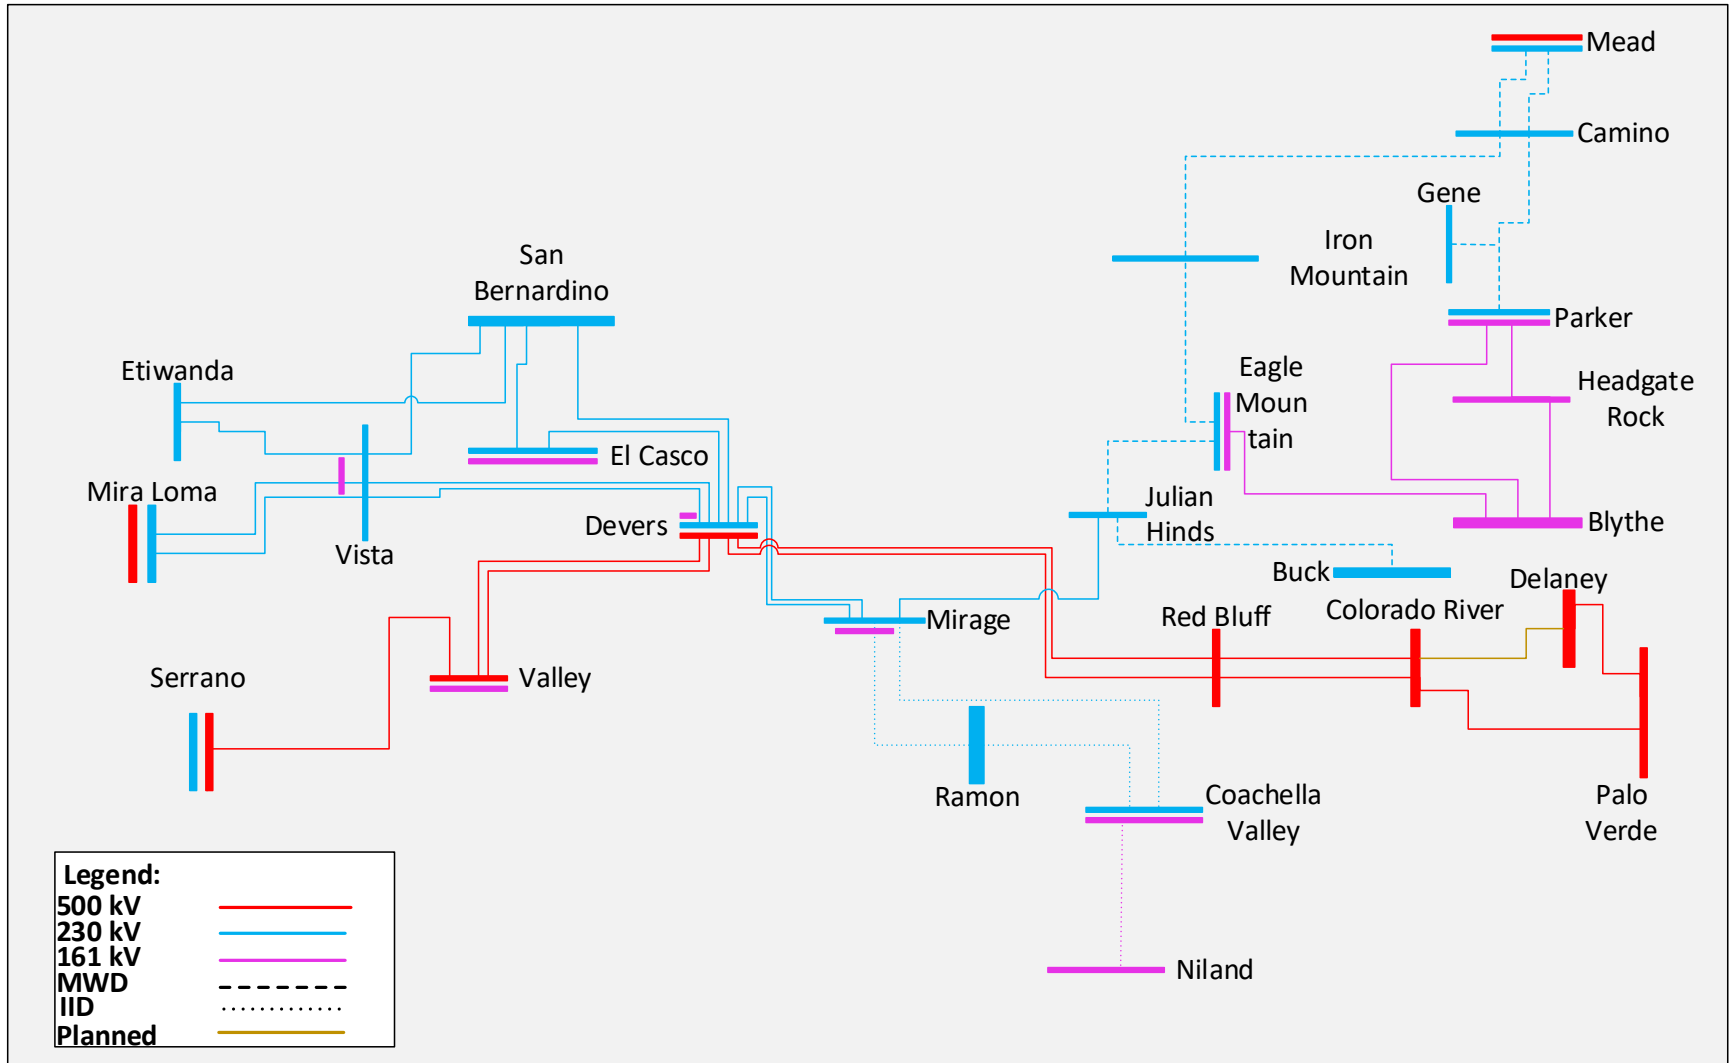 Mead
Camino
Gene
Iron
Mountain
San
Bernardino
Parker
Etiwanda
Eagle
Moun
tain
Headgate
Rock
El Casco
Mira Loma
Julian
Hinds
Devers
Blythe
Vista
Buck
Delaney
Mirage
Red Bluff
Colorado River
Serrano
Valley
Ramon
Coachella
Valley
Palo
Verde
Niland
Legend:
500 kV
230 kV
161 kV
MWD
IID
Planned